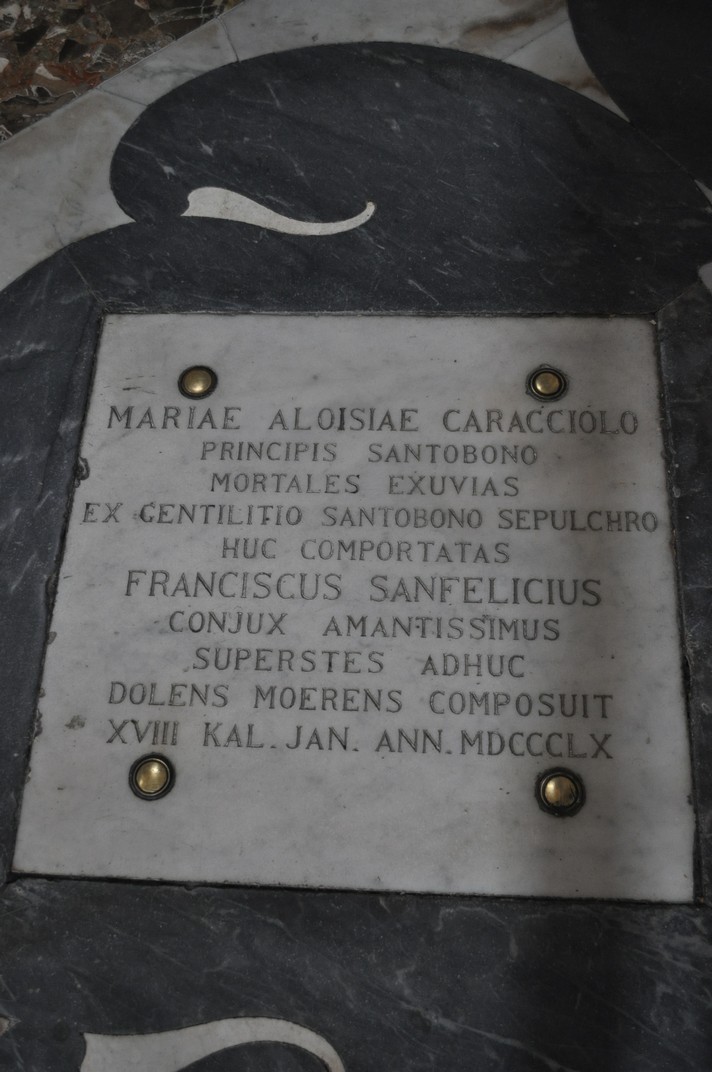 MARIAE ALOISIAE CARACCIOLO
PRINCIPIS SANTOBONO
MORTALES EXUVIAS
EX GENTILITIO SANTOBONO SEPULCHRO
HUC COMPORTATAS
FRANCISCUS SANFELICIUS
CONJUX AMANTISSIMUS
SUPERSTES ADHUC
DOLENS MOERENS COMPOSUIT
XVIII KAL. JAN. ANN. MDCCCLX